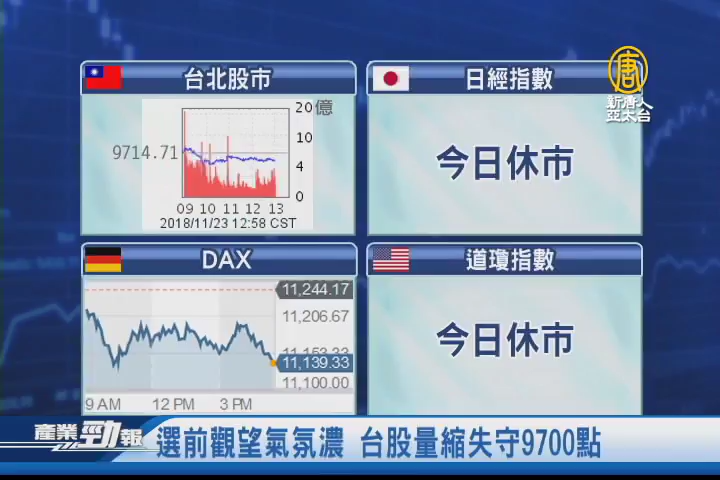 唐
新唐人
亞太台
台北股市
20億
10
9714.71
4
0
09 10 11 12 13
2018/11/23 12:58 CST
日經指數
今日休市
DAX
11,244.17
11,206.67
11,153.33
11,139.33
11,100.00
9 AM 12 PM 3 PM
道瓊指數
今日休市
產業勁報
選前觀望氣氛濃 台股量縮失守9700點